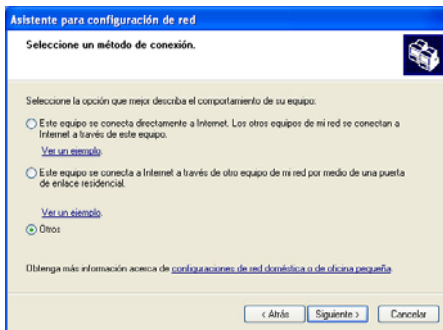 Asistente para configuración de red
Seleccione un método de conexión.
Seleccione la opción que mejor describa el comportamiento de su equipo:
Este equipo se conecta directamente a Internet. Los otros equipos de mi red se conectan a
Internet a través de este equipo.
Ver un ejemplo.
Este equipo se conecta a Internet a través de otro equipo de mi red por medio de una puerta
de enlace residencial.
Ver un ejemplo.
Otros
Obtenga más información acerca de configuraciones de red doméstica o de oficina pequeña.
< Atrás
Siguiente >
Cancelar